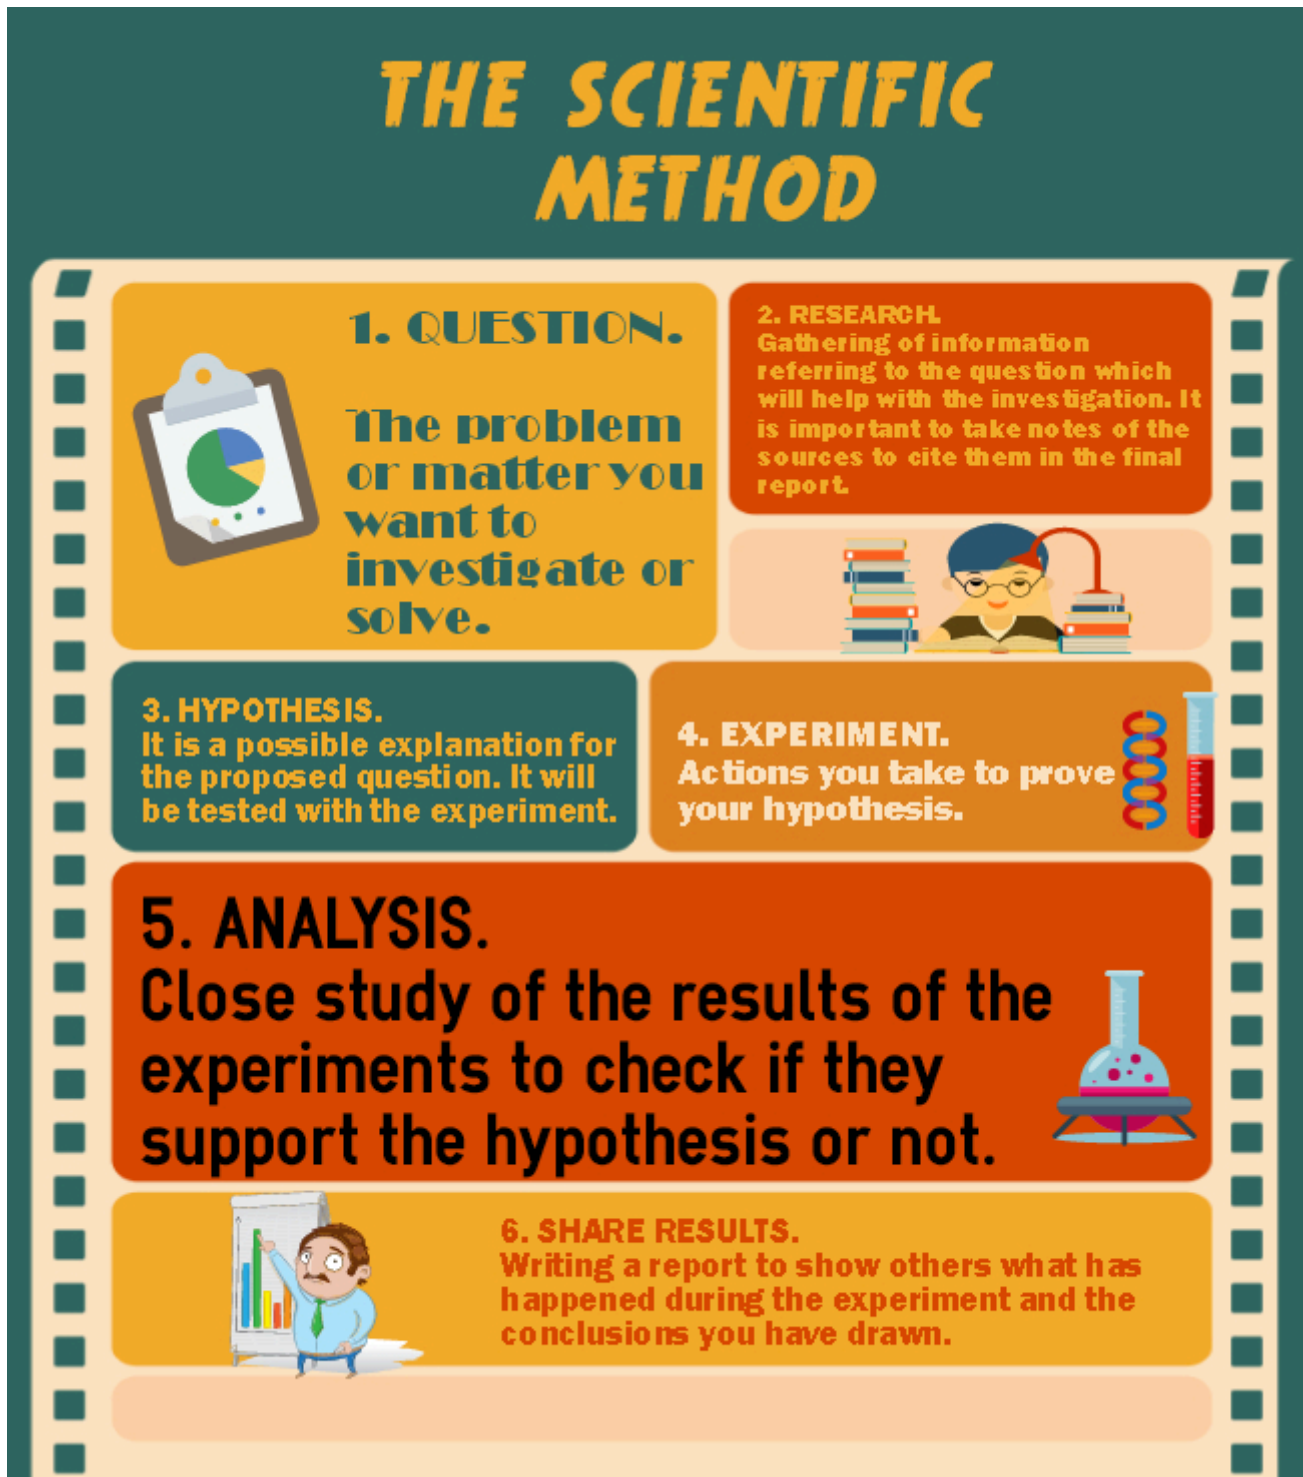 THE SCIENTIFIC
METHOD
1. QUESTION.
The problem
or matter you
want to
investigate or
solve.
2. RESEARCH.
Gathering of information
referring to the question which
will help with the investigation. It
is important to take notes of the
sources to cite them in the final
report.
3. HYPOTHESIS.
It is a possible explanation for
the proposed question. It will
be tested with the experiment.
4. EXPERIMENT.
Actions you take to prove
your hypothesis.
5. ANALYSIS.
Close study of the results of the
experiments to check if they
support the hypothesis or not.
6. SHARE RESULTS.
Writing a report to show others what has
happened during the experiment and the
conclusions you have drawn.